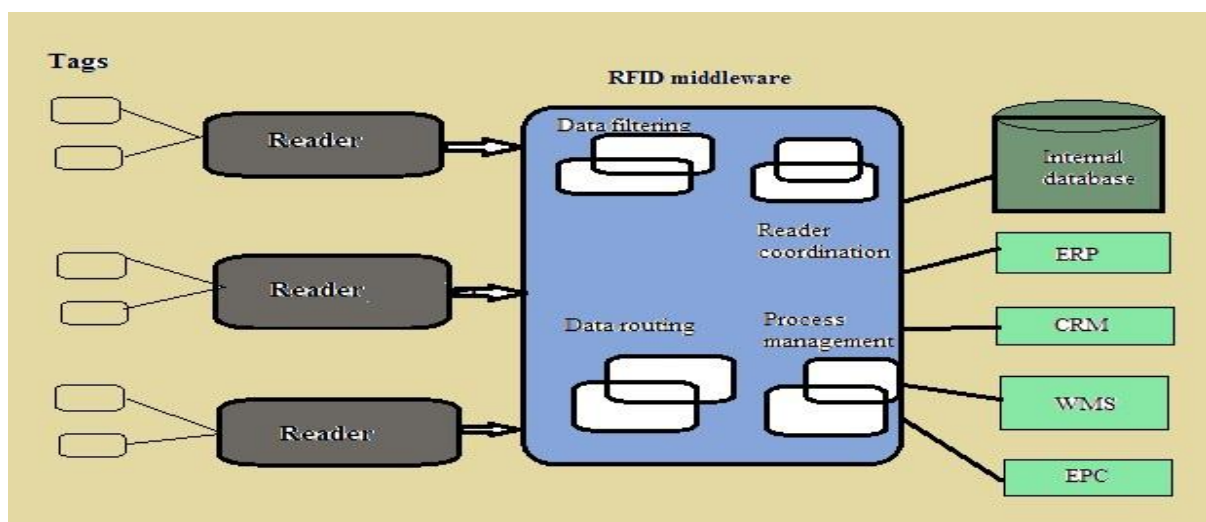 Tags
RFID middleware
Reader
Reader
Reader
Data filtering
Reader
coordination
Data routing
Process
management
Internal
database
ERP
CRM
WMS
EPC